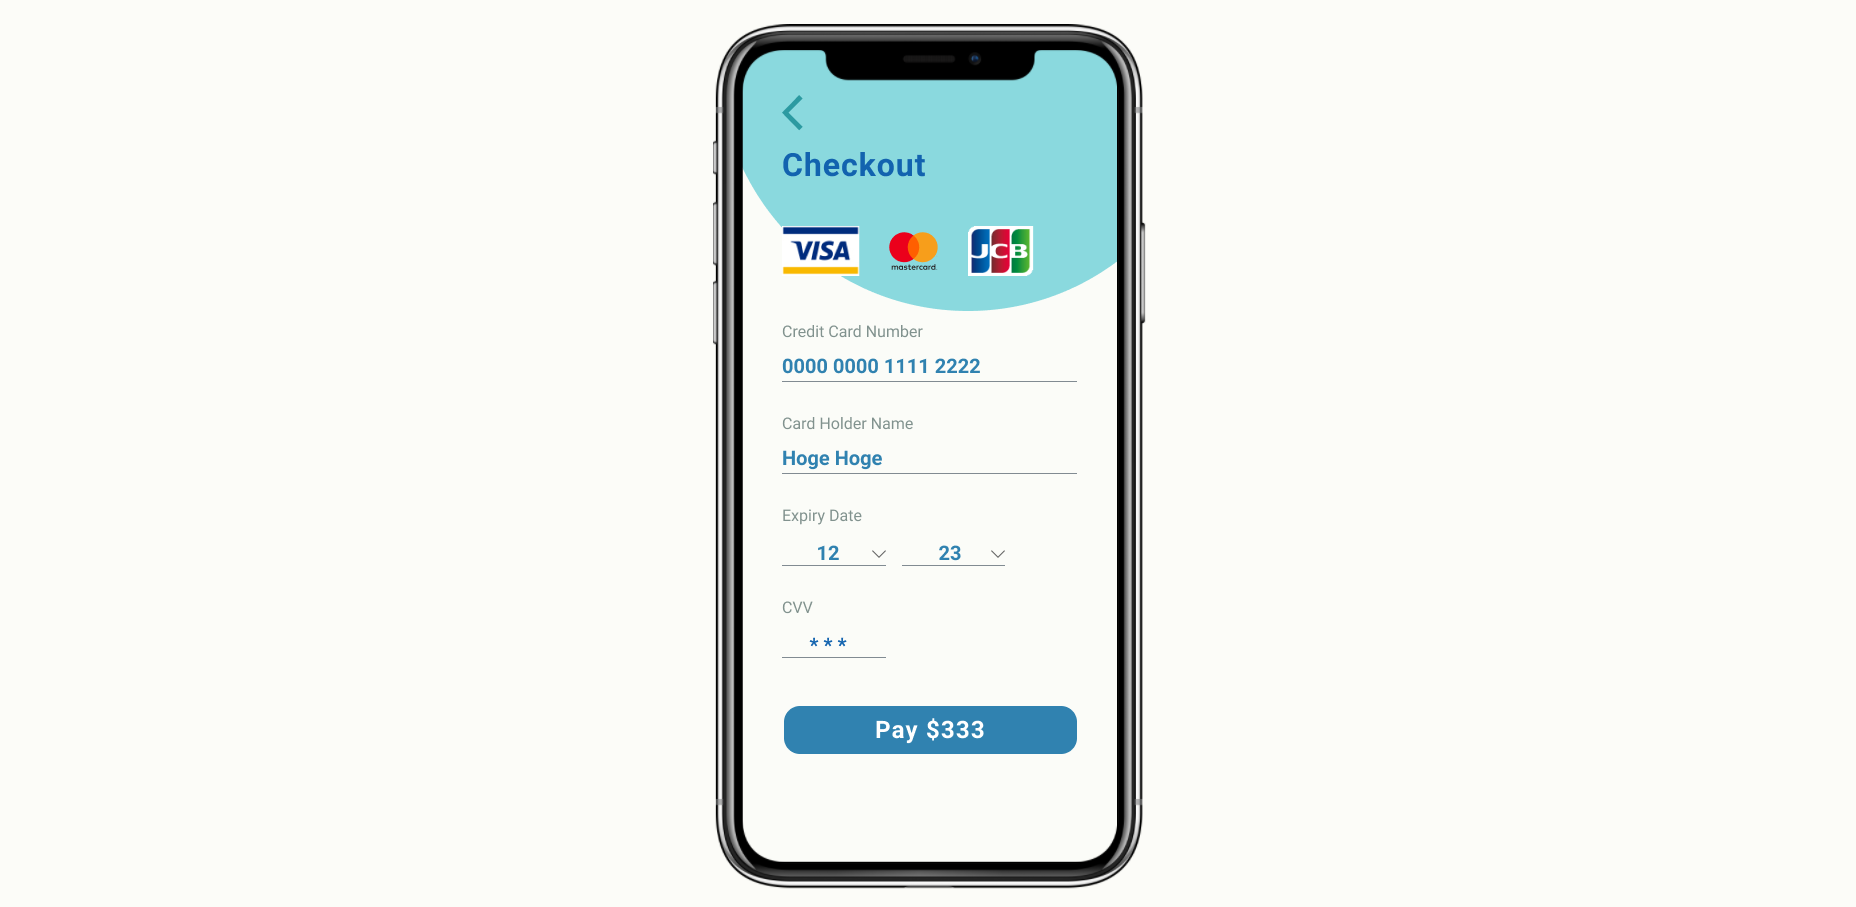 Checkout
VISA mastercard. JCB
Credit Card Number
0000 0000 1111 2222
Card Holder Name
Hoge Hoge
Expiry Date
12 23
CVV
***
Pay $333